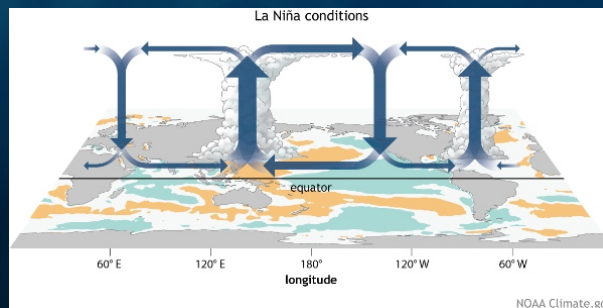 La Niña conditions
equator
60° E 120° E 180° 120°W 60° W
longitude
NOAA Climate.go